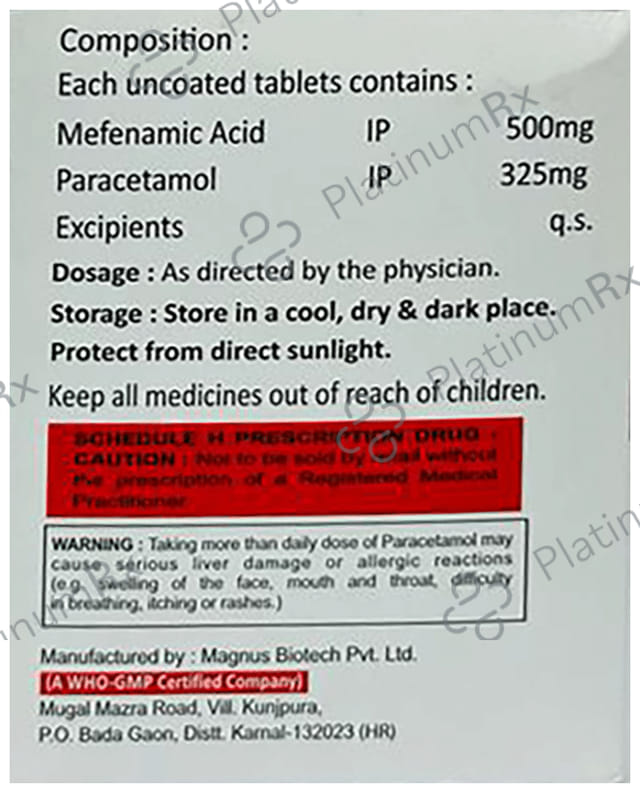 Composition :
Each uncoated tablets contains :
Mefenamic Acid IP 500mg
Paracetamol IP 325mg
Excipients q.s.
Dosage : As directed by the physician.
Storage : Store in a cool, dry & dark place.
Protect from direct sunlight.
Keep all medicines out of reach of children.
SCHEDULE H PRESCRIPTION DRUG -
CAUTION : Not to be sold by retail without
the prescription of a Registered Medical
Practitioner
WARNING : Taking more than daily dose of Paracetamol may
cause serious liver damage or allergic reactions
(e.g. swelling of the face, mouth and throat, difficulty
in breathing, itching or rashes.)
Manufactured by : Magnus Biotech Pvt. Ltd.
(A WHO-GMP Certified Company)
Mugal Mazra Road, Vill. Kunjpura,
P.O. Bada Gaon, Distt. Karnal-132023 (HR)
PlatinumRx
PlatinumRx